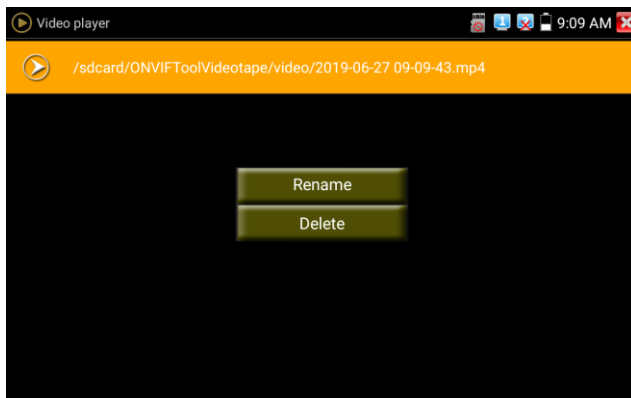 Video player
9:09 AM
/sdcard/ONVIFToolVideotape/video/2019-06-27 09-09-43.mp4
Rename
Delete